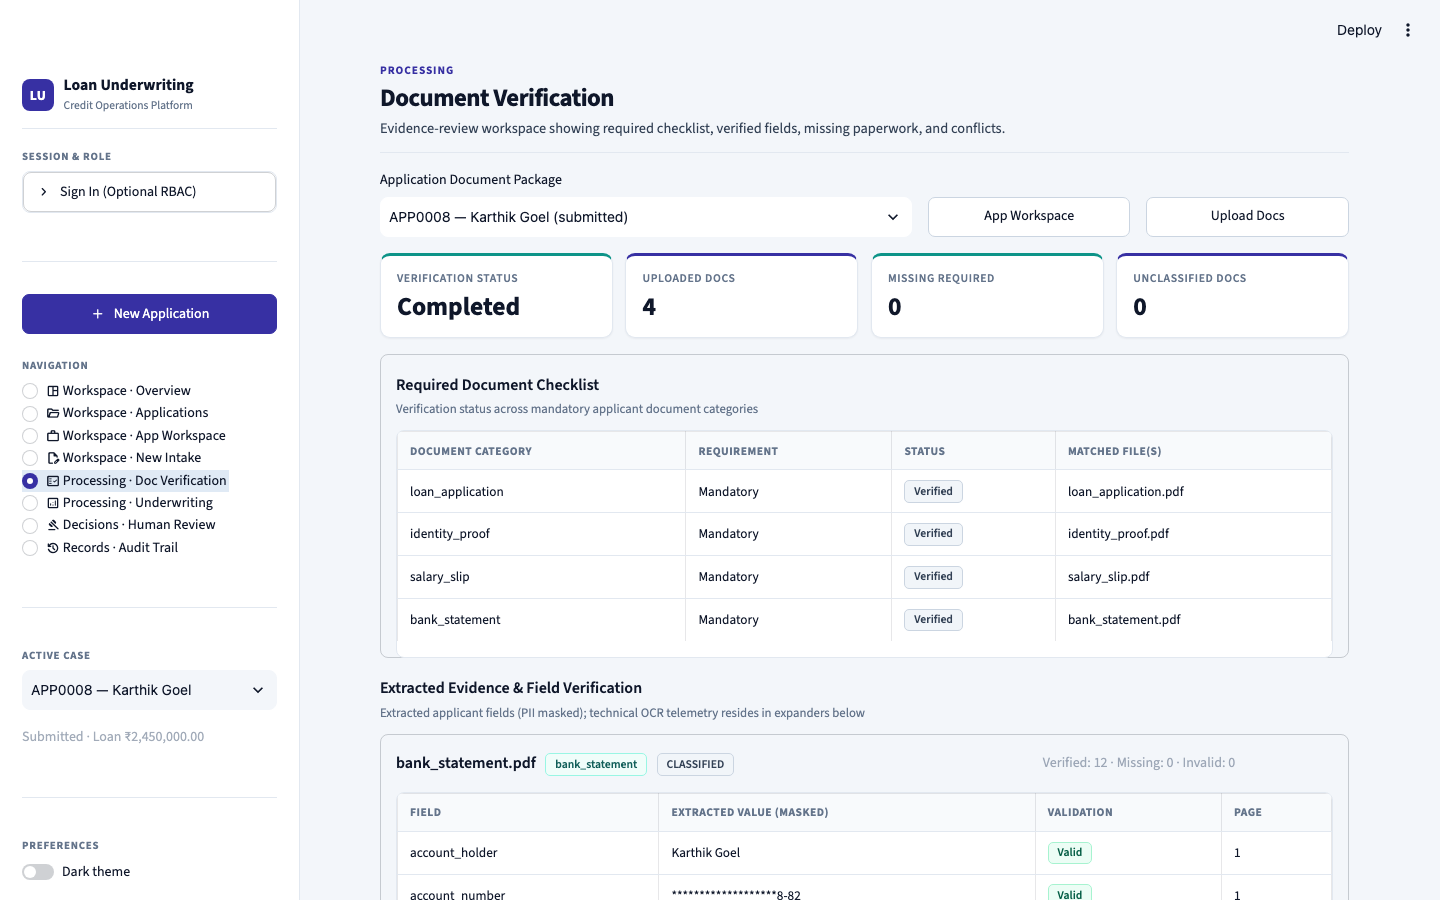 Deploy
LU
Loan Underwriting
Credit Operations Platform
SESSION & ROLE
Sign In (Optional RBAC)
+ New Application
NAVIGATION
Workspace · Overview
Workspace · Applications
Workspace · App Workspace
Workspace · New Intake
Processing · Doc Verification
Processing · Underwriting
Decisions · Human Review
Records · Audit Trail
ACTIVE CASE
APP0008 — Karthik Goel
Submitted · Loan ₹2,450,000.00
PREFERENCES
Dark theme
PROCESSING
Document Verification
Evidence-review workspace showing required checklist, verified fields, missing paperwork, and conflicts.
Application Document Package
APP0008 — Karthik Goel (submitted)
App Workspace
Upload Docs
VERIFICATION STATUS
Completed
UPLOADED DOCS
4
MISSING REQUIRED
0
UNCLASSIFIED DOCS
0
Required Document Checklist
Verification status across mandatory applicant document categories
DOCUMENT CATEGORY REQUIREMENT STATUS MATCHED FILE(S)
loan_application Mandatory Verified loan_application.pdf
identity_proof Mandatory Verified identity_proof.pdf
salary_slip Mandatory Verified salary_slip.pdf
bank_statement Mandatory Verified bank_statement.pdf
Extracted Evidence & Field Verification
Extracted applicant fields (PII masked); technical OCR telemetry resides in expanders below
bank_statement.pdf bank_statement CLASSIFIED Verified: 12 · Missing: 0 · Invalid: 0
FIELD EXTRACTED VALUE (MASKED) VALIDATION PAGE
account_holder Karthik Goel Valid 1
account_number *******************8-82 Valid 1